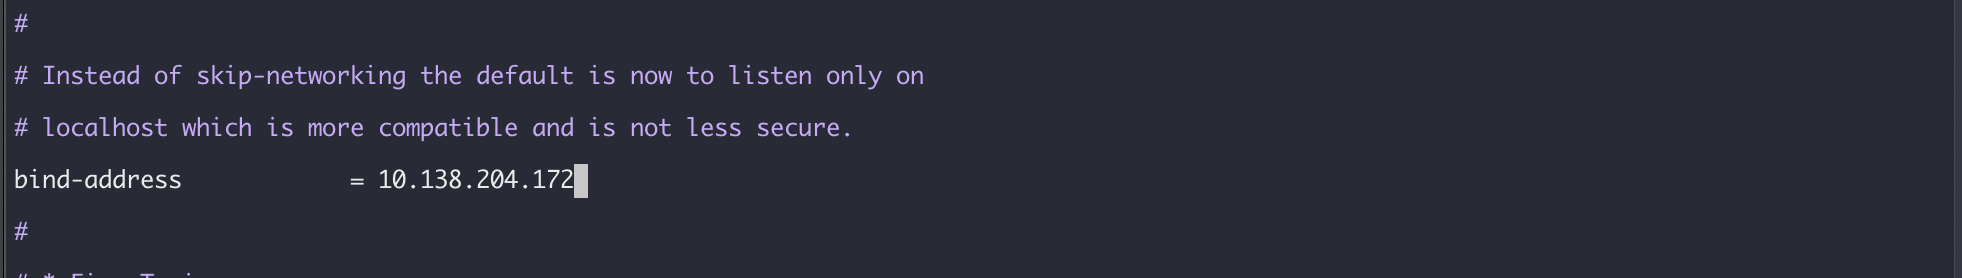 #
# Instead of skip-networking the default is now to listen only on
# localhost which is more compatible and is not less secure.
bind-address            = 10.138.204.172
#
# *